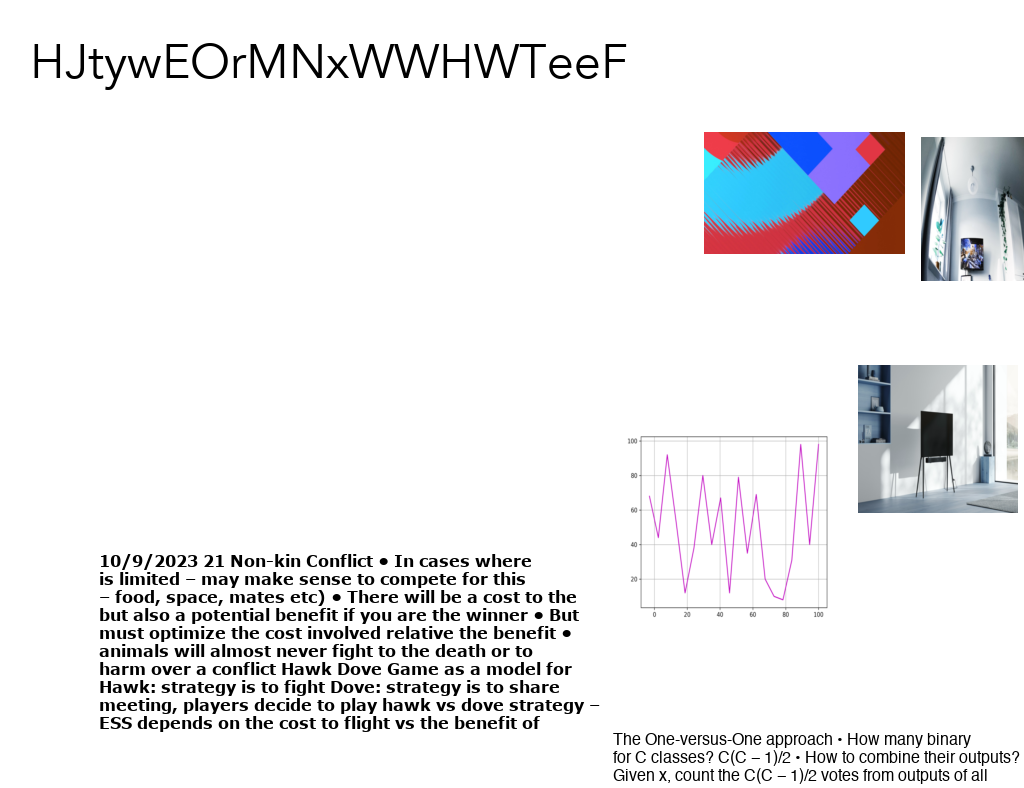 HJtywEOrMNxWWHWTeeF
100
80
60
40
20
0 20 40 60 80 100
10/9/2023 21 Non-kin Conflict • In cases where
is limited – may make sense to compete for this
– food, space, mates etc) • There will be a cost to the
but also a potential benefit if you are the winner • But
must optimize the cost involved relative the benefit •
animals will almost never fight to the death or to
harm over a conflict Hawk Dove Game as a model for
Hawk: strategy is to fight Dove: strategy is to share
meeting, players decide to play hawk vs dove strategy –
ESS depends on the cost to flight vs the benefit of
The One-versus-One approach • How many binary
for C classes? C(C – 1)/2 • How to combine their outputs?
Given x, count the C(C – 1)/2 votes from outputs of all